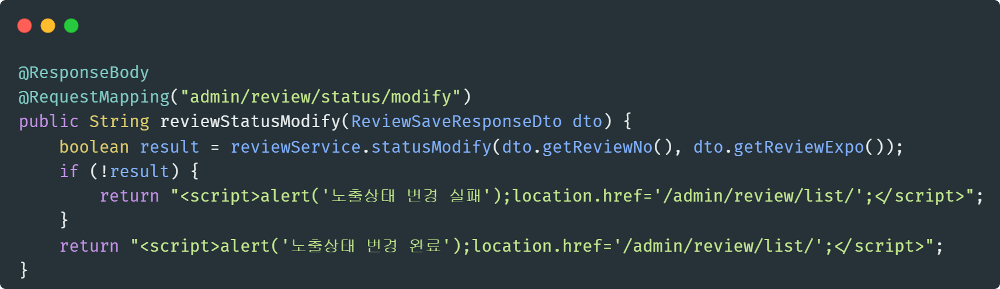 @ResponseBody
@RequestMapping("admin/review/status/modify")
public String reviewStatusModify(ReviewSaveResponseDto dto) {
    boolean result = reviewService.statusModify(dto.getReviewNo(), dto.getReviewExpo());
    if (!result) {
        return "<script>alert('노출상태 변경 실패');location.href='/admin/review/list/';</script>";
    }
    return "<script>alert('노출상태 변경 완료');location.href='/admin/review/list/';</script>";
}